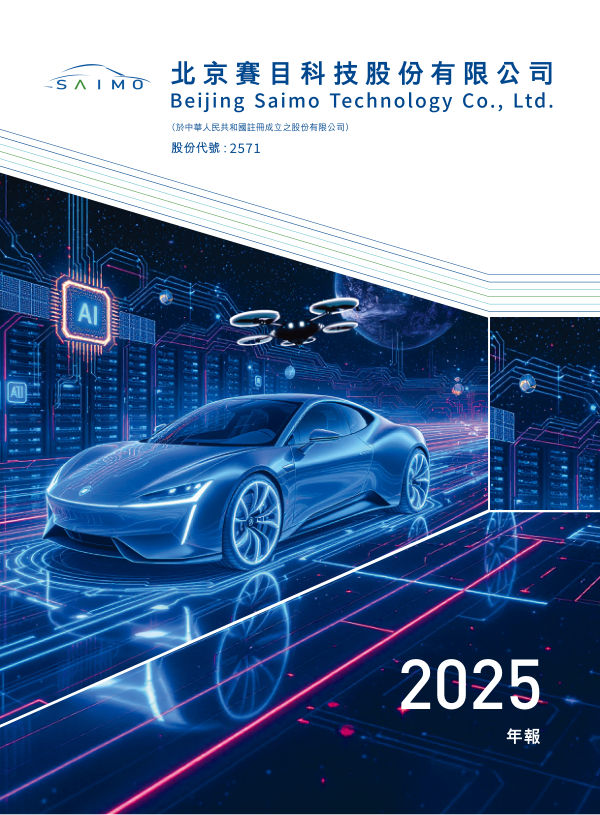 SAIMO
北京賽目科技股份有限公司
Beijing Saimo Technology Co., Ltd.
（於中華人民共和國註冊成立之股份有限公司）
股份代號 : 2571
AI
AI
2025
年報